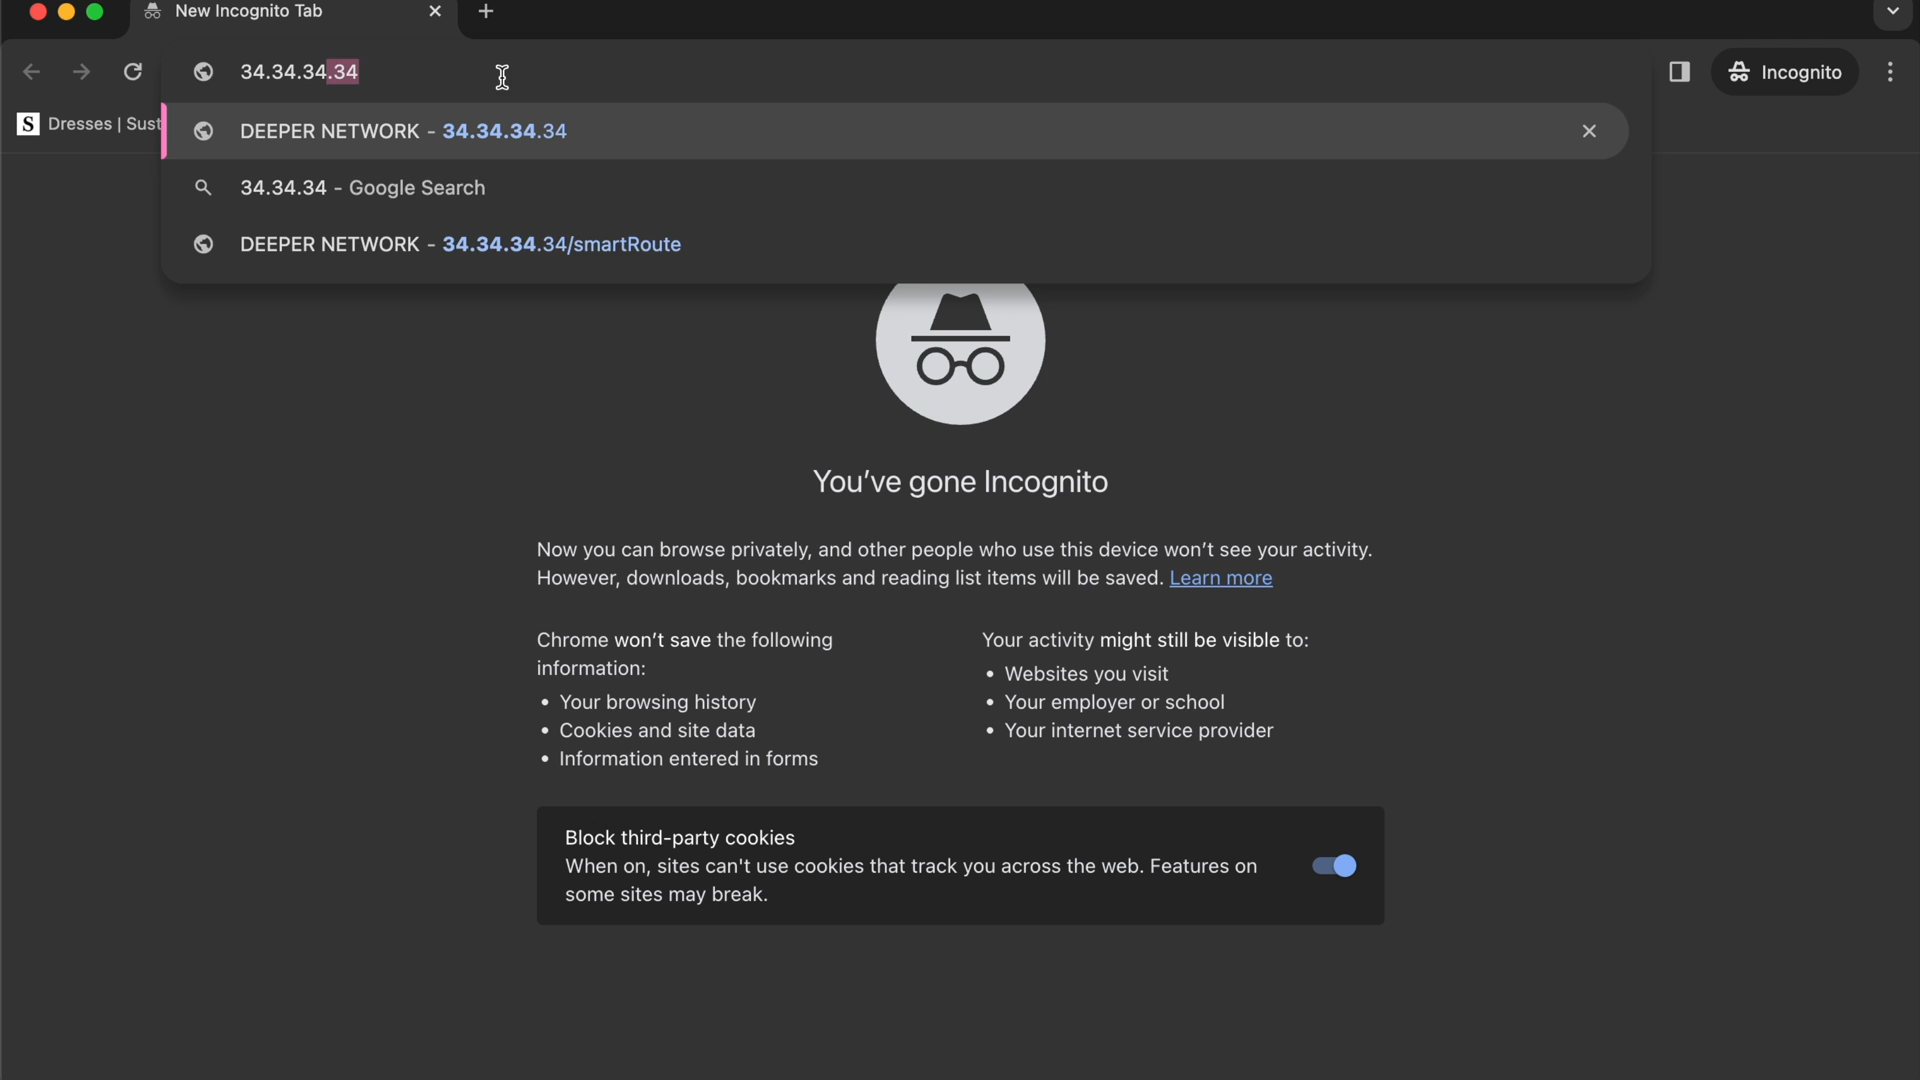 New Incognito Tab
34.34.34.34
Incognito
S Dresses | Sust
DEEPER NETWORK - 34.34.34.34
34.34.34 - Google Search
DEEPER NETWORK - 34.34.34.34/smartRoute
You've gone Incognito
Now you can browse privately, and other people who use this device won't see your activity.
However, downloads, bookmarks and reading list items will be saved. Learn more
Chrome won't save the following
information:
• Your browsing history
• Cookies and site data
• Information entered in forms
Your activity might still be visible to:
• Websites you visit
• Your employer or school
• Your internet service provider
Block third-party cookies
When on, sites can't use cookies that track you across the web. Features on
some sites may break.